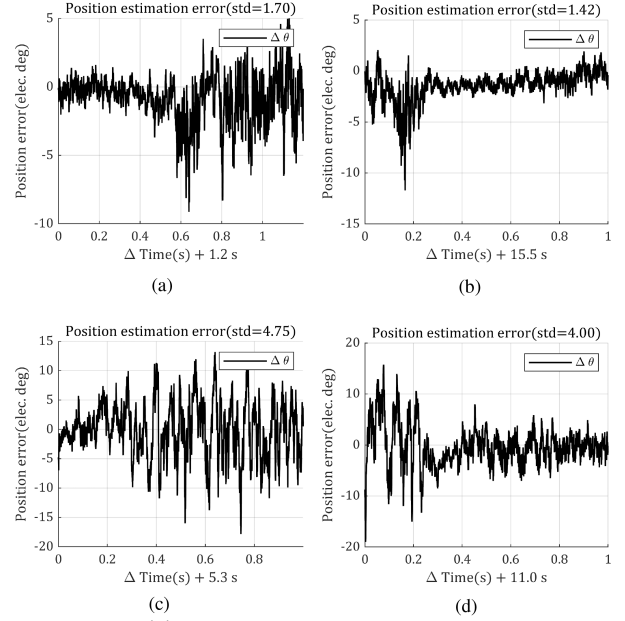 Position estimation error(std=1.70)
5
0
-5
-10
Position error(elec. deg)
Δ θ
0 0.2 0.4 0.6 0.8 1
Δ Time(s) + 1.2 s
(a)
Position estimation error(std=1.42)
5
0
-5
-10
-15
Position error(elec. deg)
Δ θ
0 0.2 0.4 0.6 0.8 1
Δ Time(s) + 15.5 s
(b)
Position estimation error(std=4.75)
15
10
5
0
-5
-10
-15
-20
Position error(elec. deg)
Δ θ
0 0.2 0.4 0.6 0.8
Δ Time(s) + 5.3 s
(c)
Position estimation error(std=4.00)
20
10
0
-10
-20
Position error(elec. deg)
Δ θ
0 0.2 0.4 0.6 0.8 1
Δ Time(s) + 11.0 s
(d)